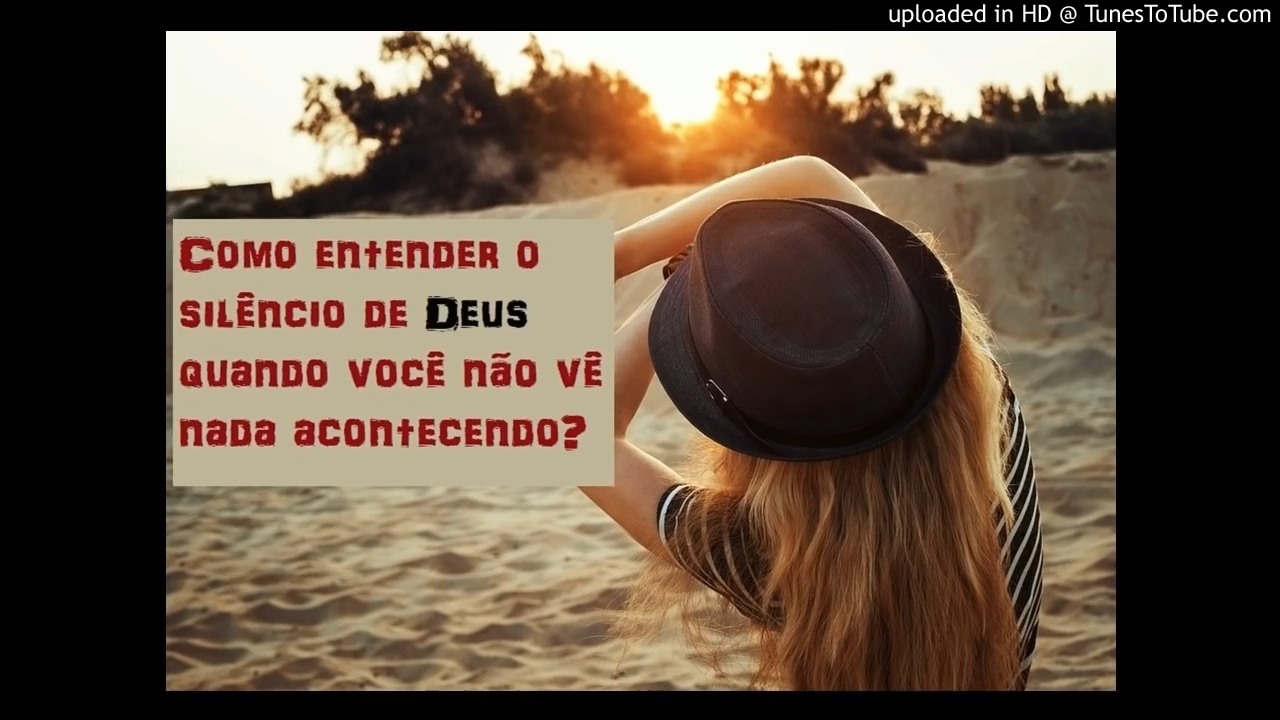 uploaded in HD @ TunesToTube.com
Como entender o
silêncio de Deus
quando você não vê
nada acontecendo?